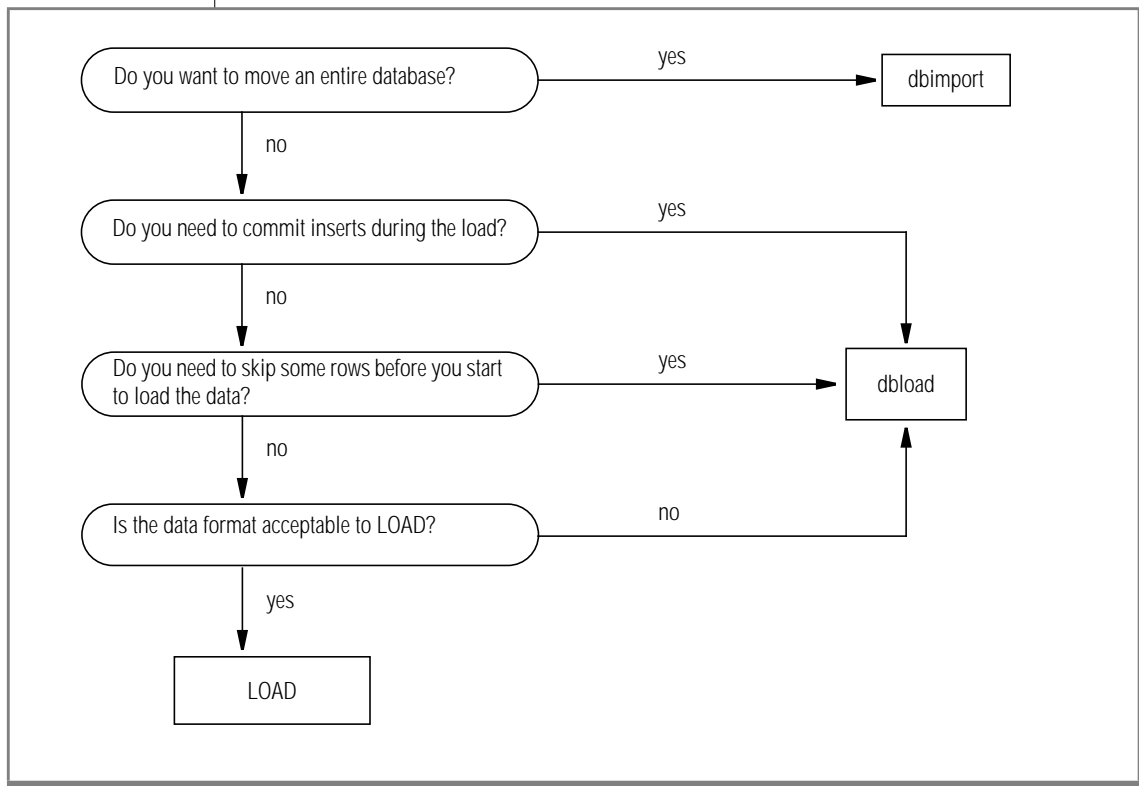 Do you want to move an entire database?
yes
dbimport
no
Do you need to commit inserts during the load?
yes
no
Do you need to skip some rows before you start
to load the data?
yes
dbload
no
Is the data format acceptable to LOAD?
no
yes
LOAD